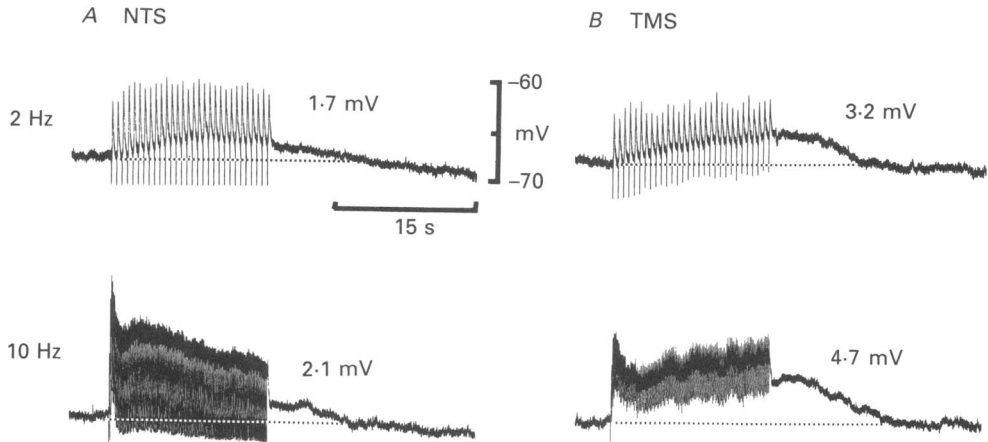 A NTS
B TMS
2 Hz
1·7 mV
–60
mV
–70
15 s
3·2 mV
10 Hz
2·1 mV
4·7 mV